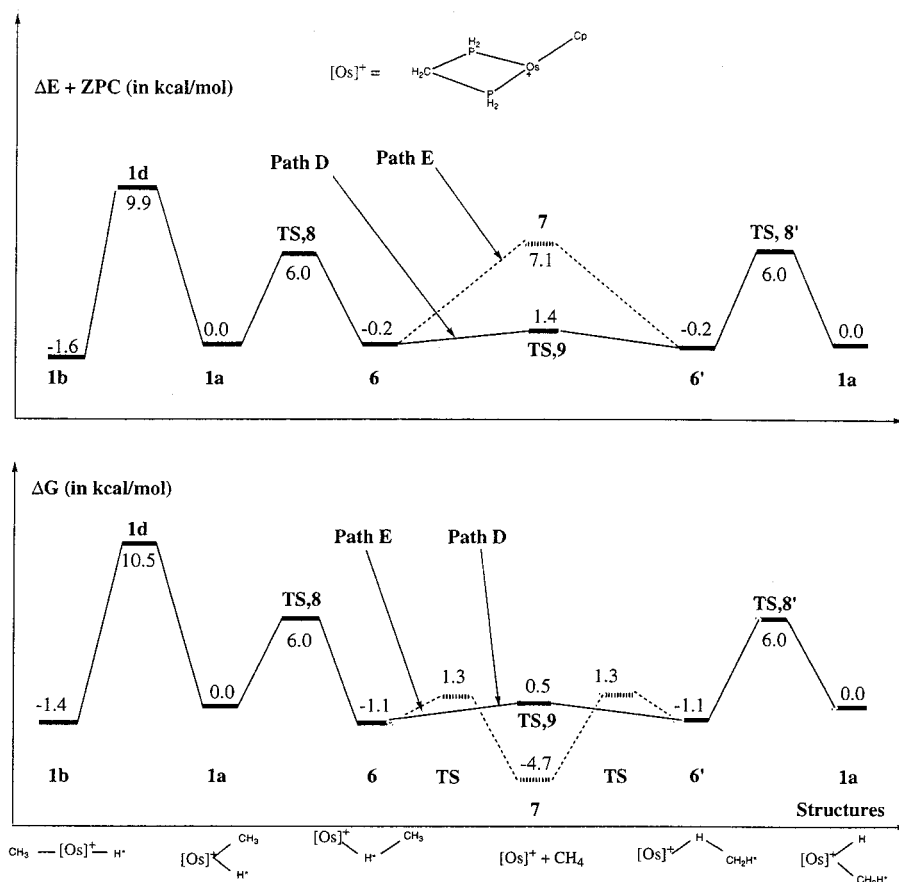 [Os]⁺ =
H₂
P
H₂C
Os
+
P
H₂
Cp
ΔE + ZPC (in kcal/mol)
Path D
Path E
1d
9.9
TS,8
6.0
7
7.1
TS, 8'
6.0
-1.6
0.0
-0.2
1.4
-0.2
0.0
TS,9
1b
1a
6
6'
1a
ΔG (in kcal/mol)
1d
10.5
Path E
Path D
TS,8
6.0
TS,8'
6.0
-1.4
0.0
-1.1
1.3
0.5
1.3
-1.1
0.0
TS,9
-4.7
1b
1a
6
TS
TS
6'
1a
7
Structures
CH₃ [Os]⁺ H*
[Os]⁺ CH₃ H*
[Os]⁺ H* CH₃
[Os]⁺ + CH₄
[Os]⁺ H CH₂H*
[Os]⁺ H CH₂H*